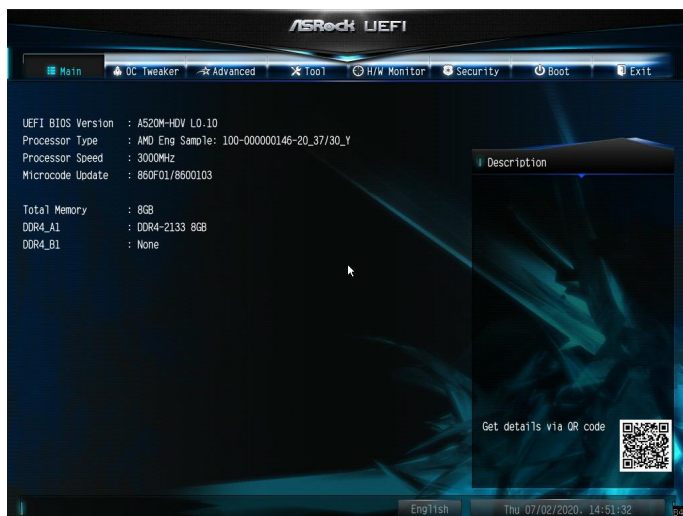 ASRock UEFI
Main OC Tweaker Advanced Tool H/W Monitor Security Boot Exit
UEFI BIOS Version : A520M-HDV L0.10
Processor Type : AMD Eng Sample: 100-000000146-20_37/30_Y
Processor Speed : 3000MHz
Microcode Update : 860F01/8600103
Total Memory : 8GB
DDR4_A1 : DDR4-2133 8GB
DDR4_B1 : None
Description
Get details via QR code
English Thu 07/02/2020. 14:51:32